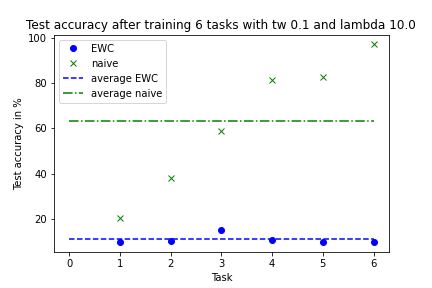 Test accuracy after training 6 tasks with tw 0.1 and lambda 10.0
Test accuracy in %
100
80
60
40
20
EWC
naive
average EWC
average naive
0 1 2 3 4 5 6
Task